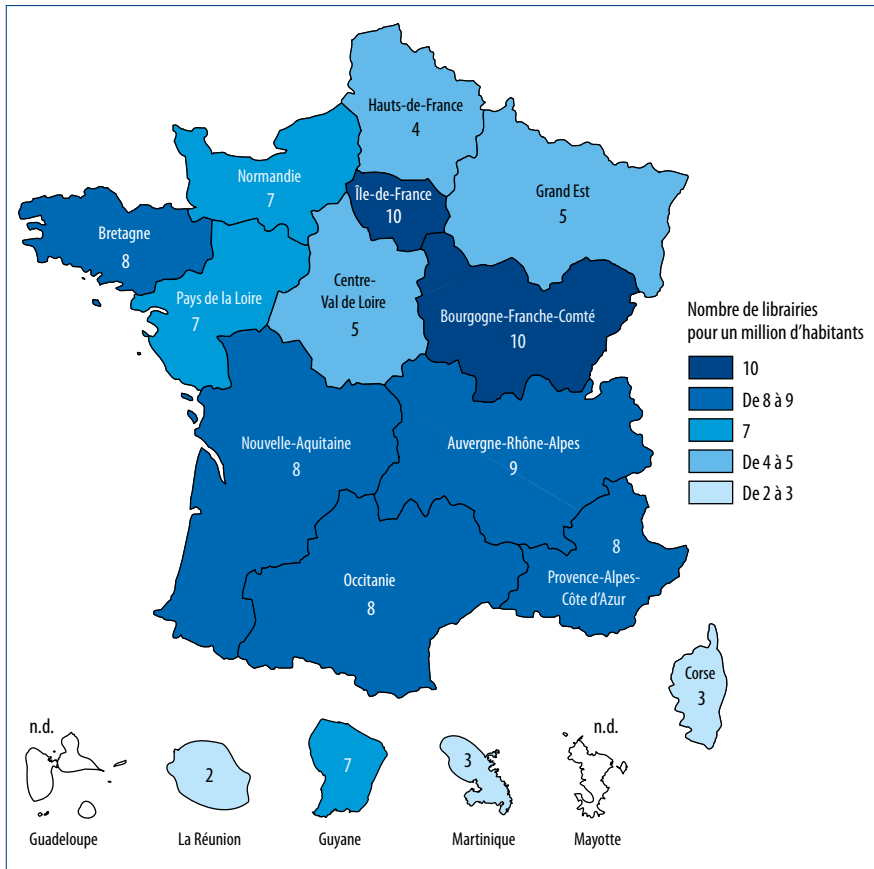 Hauts-de-France
4
Normandie
7
Île-de-France
10
Grand Est
5
Bretagne
8
Pays de la Loire
7
Centre-
Val de Loire
5
Bourgogne-Franche-Comté
10
Nombre de librairies
pour un million d'habitants
10
De 8 à 9
7
De 4 à 5
De 2 à 3
Nouvelle-Aquitaine
8
Auvergne-Rhône-Alpes
9
8
Provence-Alpes-
Côte d'Azur
Occitanie
8
Corse
3
n.d.
Guadeloupe
2
La Réunion
7
Guyane
3
Martinique
n.d.
Mayotte